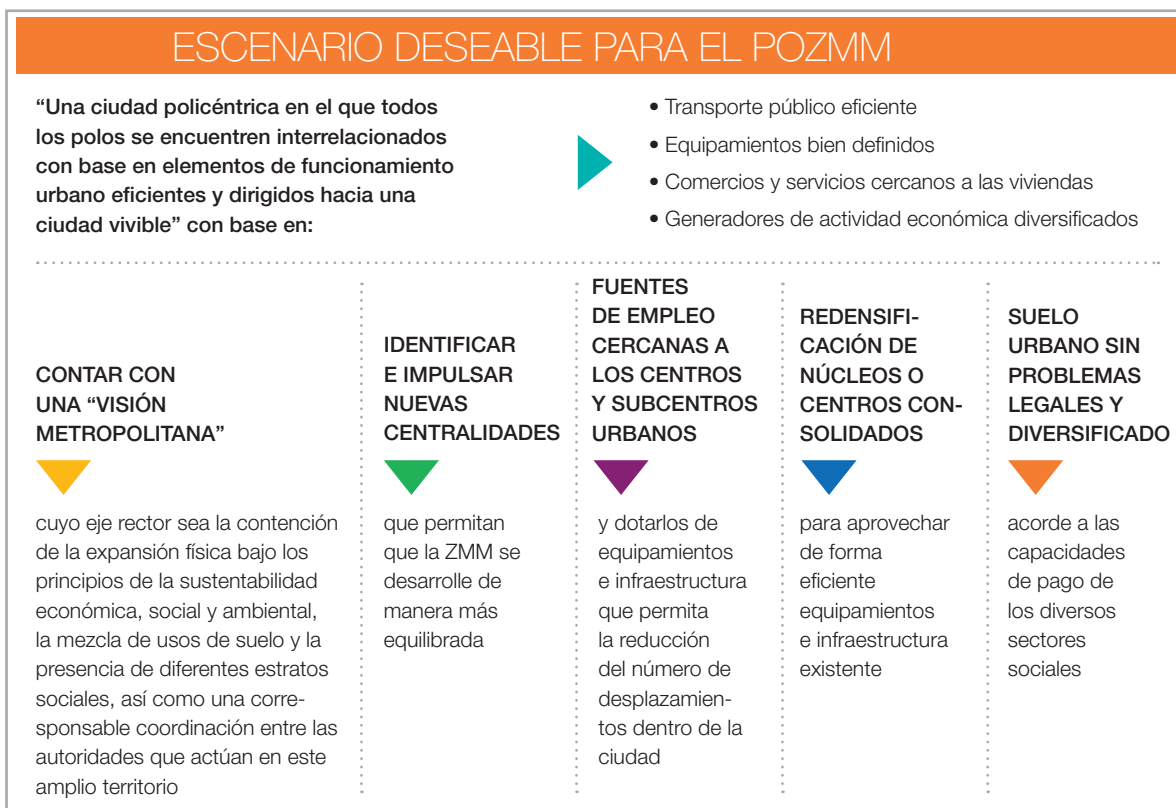 ESCENARIO DESEABLE PARA EL POZMM
“Una ciudad policéntrica en el que todos
los polos se encuentren interrelacionados
con base en elementos de funcionamiento
urbano eficientes y dirigidos hacia una
ciudad vivible” con base en:
• Transporte público eficiente
• Equipamientos bien definidos
• Comercios y servicios cercanos a las viviendas
• Generadores de actividad económica diversificados
CONTAR CON
UNA “VISIÓN
METROPOLITANA”
cuyo eje rector sea la contención
de la expansión física bajo los
principios de la sustentabilidad
económica, social y ambiental,
la mezcla de usos de suelo y la
presencia de diferentes estratos
sociales, así como una corre-
sponsable coordinación entre las
autoridades que actúan en este
amplio territorio
IDENTIFICAR
E IMPULSAR
NUEVAS
CENTRALIDADES
que permitan
que la ZMM se
desarrolle de
manera más
equilibrada
FUENTES
DE EMPLEO
CERCANAS A
LOS CENTROS
Y SUBCENTROS
URBANOS
y dotarlos de
equipamientos
e infraestructura
que permita
la reducción
del número de
desplazamien-
tos dentro de la
ciudad
REDENSIFI-
CACIÓN DE
NÚCLEOS O
CENTROS CON-
SOLIDADOS
para aprovechar
de forma
eficiente
equipamientos
e infraestructura
existente
SUELO
URBANO SIN
PROBLEMAS
LEGALES Y
DIVERSIFICADO
acorde a las
capacidades
de pago de
los diversos
sectores
sociales